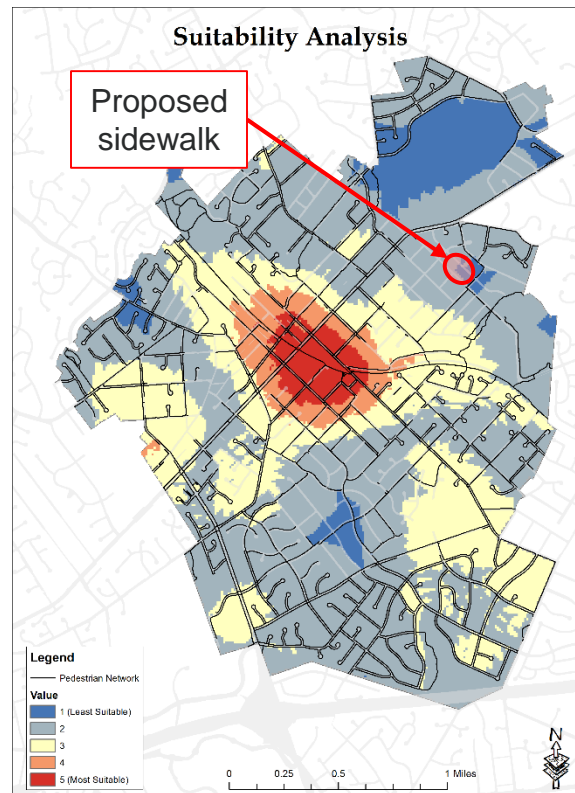 Suitability Analysis
Proposed
sidewalk
Legend
Pedestrian Network
Value
1 (Least Suitable)
2
3
4
5 (Most Suitable)
0 0.25 0.5 1 Miles
N